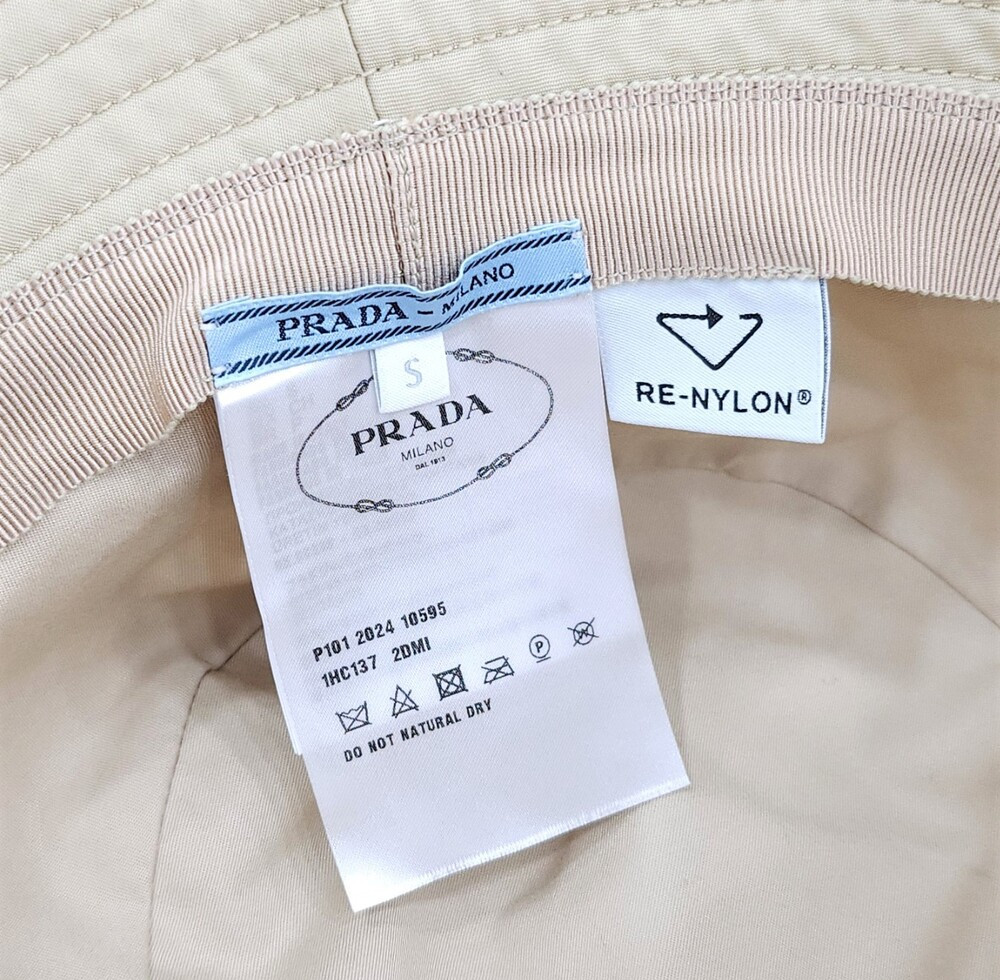 PRADA - MILANO
S
RE-NYLON®
PRADA
MILANO
DAL 1913
P101 2024 10595
1HC137 2DMI
P
W
DO NOT NATURAL DRY